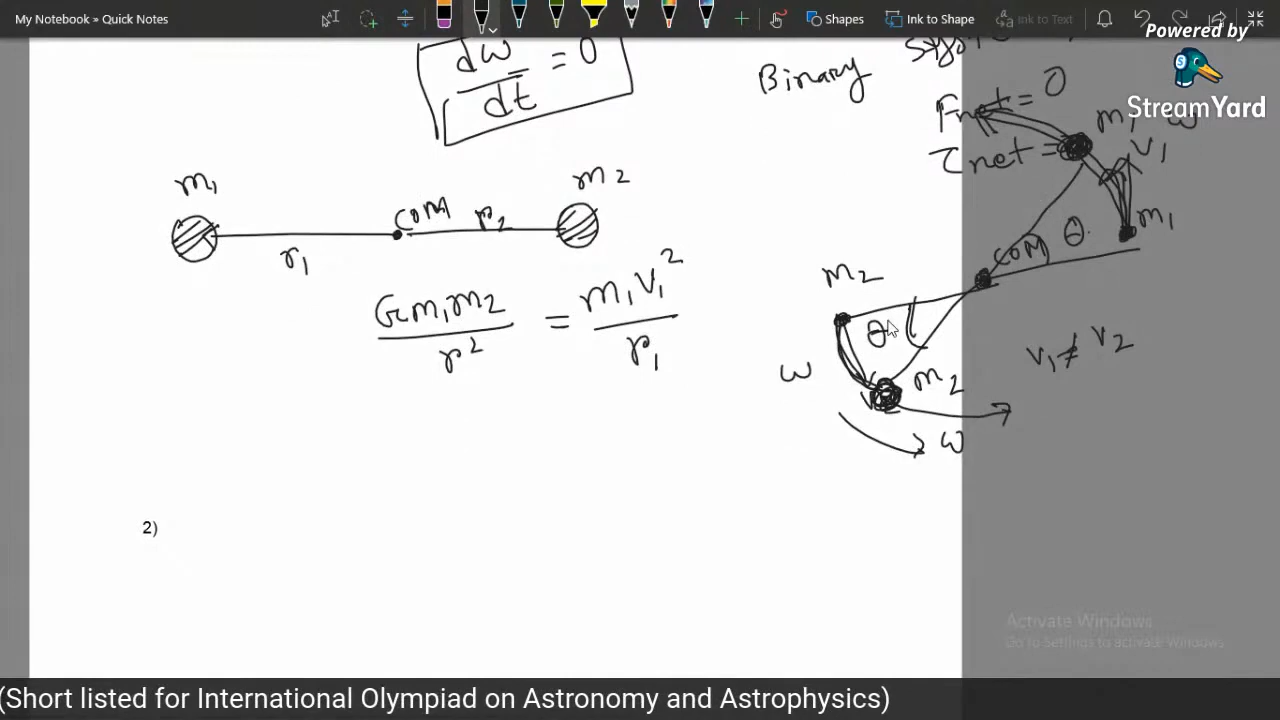 My Notebook » Quick Notes
Shapes
Ink to Shape
Ink to Text
Powered by
StreamYard
dω/dt = 0
Binary
Fnet = 0
τnet =
m1
ω
v1
m1
θ
COM
m1
COM
m2
r1
r2
Gm1m2/r² = m1v1²/r1
m2
θ
ω
m2
ω
v1 ≠ v2
2)
Activate Windows
Go to Settings to activate Windows.
(Short listed for International Olympiad on Astronomy and Astrophysics)